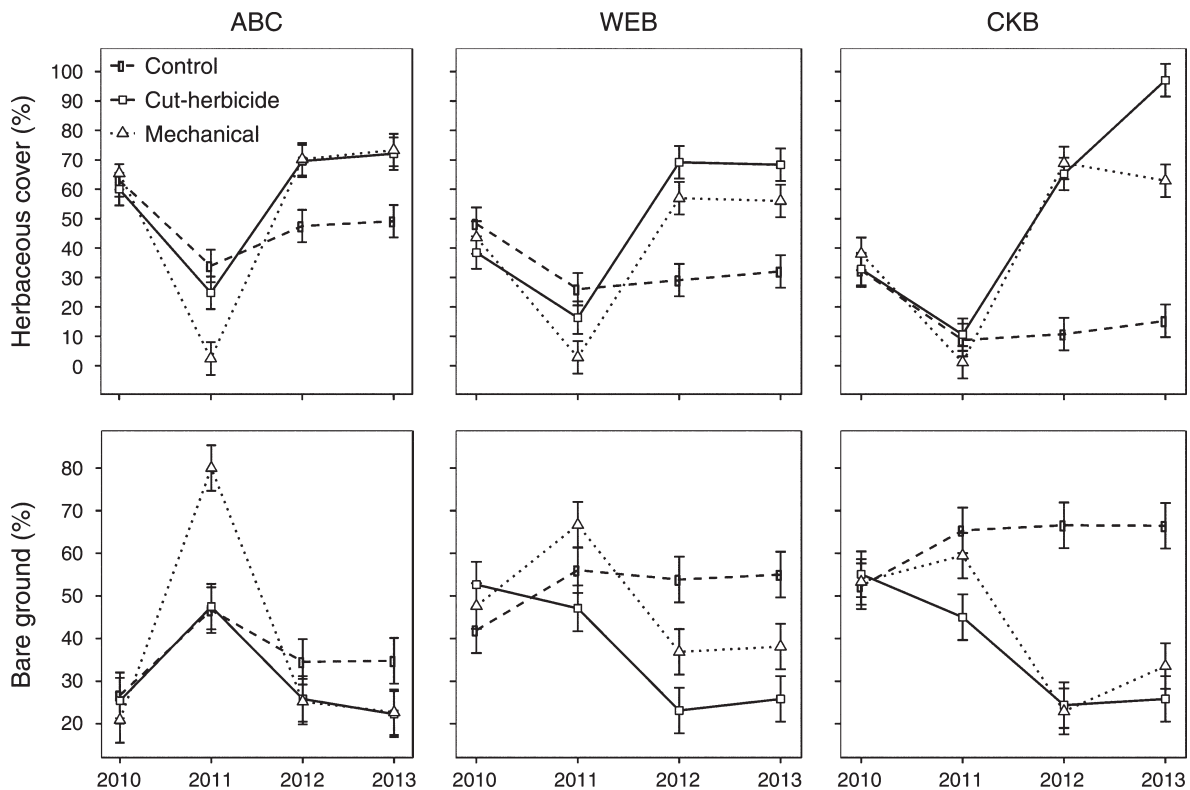 ABC WEB CKB
Herbaceous cover (%)
100
90
80
70
60
50
40
30
20
10
0
Control
Cut-herbicide
Mechanical
Bare ground (%)
80
70
60
50
40
30
20
2010 2011 2012 2013 2010 2011 2012 2013 2010 2011 2012 2013